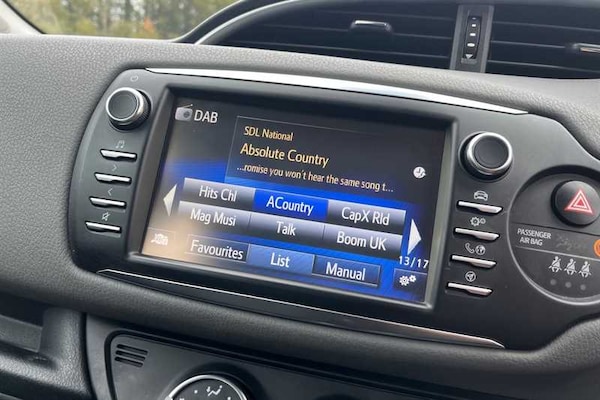 DAB
SDL National
Absolute Country
...romise you won't hear the same song t...
Hits Chl
ACountry
CapX Rld
Mag Musi
Talk
Boom UK
13/17
Favourites
List
Manual
PASSENGER
AIR BAG